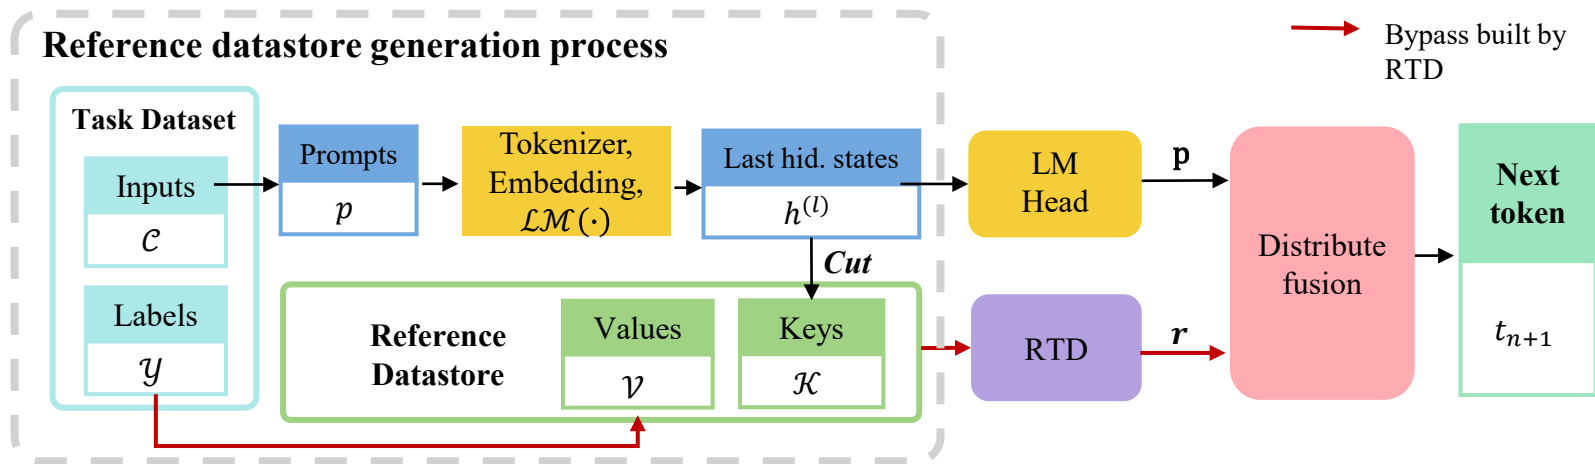 Reference datastore generation process
Bypass built by
RTD
Task Dataset
Inputs
𝒞
Labels
𝒴
Prompts
p
Tokenizer,
Embedding,
ℒℳ(·)
Last hid. states
h^(l)
Cut
Reference
Datastore
Values
𝒱
Keys
𝒦
LM
Head
p
RTD
r
Distribute
fusion
Next
token
t_{n+1}